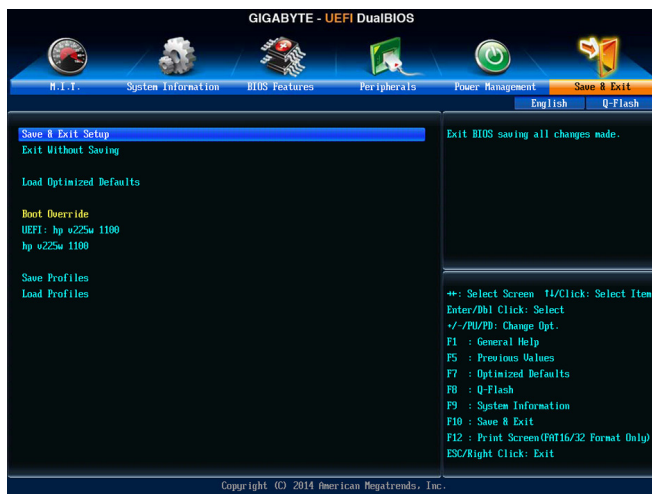 GIGABYTE - UEFI DualBIOS
M.I.T. System Information BIOS Features Peripherals Power Management Save & Exit
English Q-Flash
Save & Exit Setup
Exit Without Saving
Load Optimized Defaults
Boot Override
UEFI: hp v225w 1100
hp v225w 1100
Save Profiles
Load Profiles
Exit BIOS saving all changes made.
→←: Select Screen ↑↓/Click: Select Item
Enter/Dbl Click: Select
+/-/PU/PD: Change Opt.
F1 : General Help
F5 : Previous Values
F7 : Optimized Defaults
F8 : Q-Flash
F9 : System Information
F10 : Save & Exit
F12 : Print Screen(FAT16/32 Format Only)
ESC/Right Click: Exit
Copyright (C) 2014 American Megatrends, Inc.